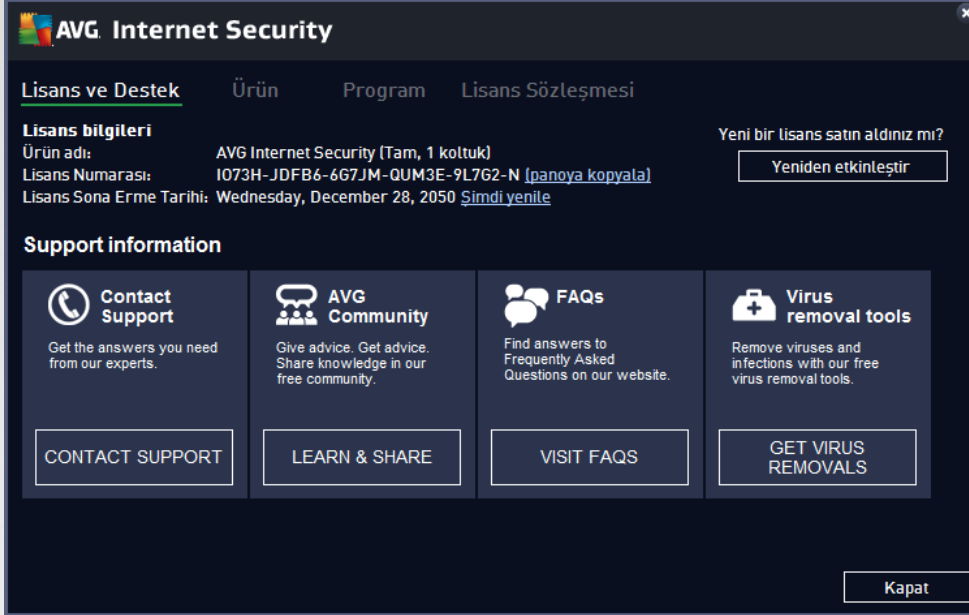 AVG Internet Security
Lisans ve Destek Ürün Program Lisans Sözleşmesi
Lisans bilgileri
Ürün adı: AVG Internet Security (Tam, 1 koltuk)
Lisans Numarası: IO73H-JDFB6-6G7JM-QUM3E-9L7G2-N (panoya kopyala)
Lisans Sona Erme Tarihi: Wednesday, December 28, 2050 Şimdi yenile
Yeni bir lisans satın aldınız mı?
Yeniden etkinleştir
Support information
Contact
Support
Get the answers you need
from our experts.
CONTACT SUPPORT
AVG
Community
Give advice. Get advice.
Share knowledge in our
free community.
LEARN & SHARE
FAQs
Find answers to
Frequently Asked
Questions on our website.
VISIT FAQS
Virus
removal tools
Remove viruses and
infections with our free
virus removal tools.
GET VIRUS
REMOVALS
Kapat